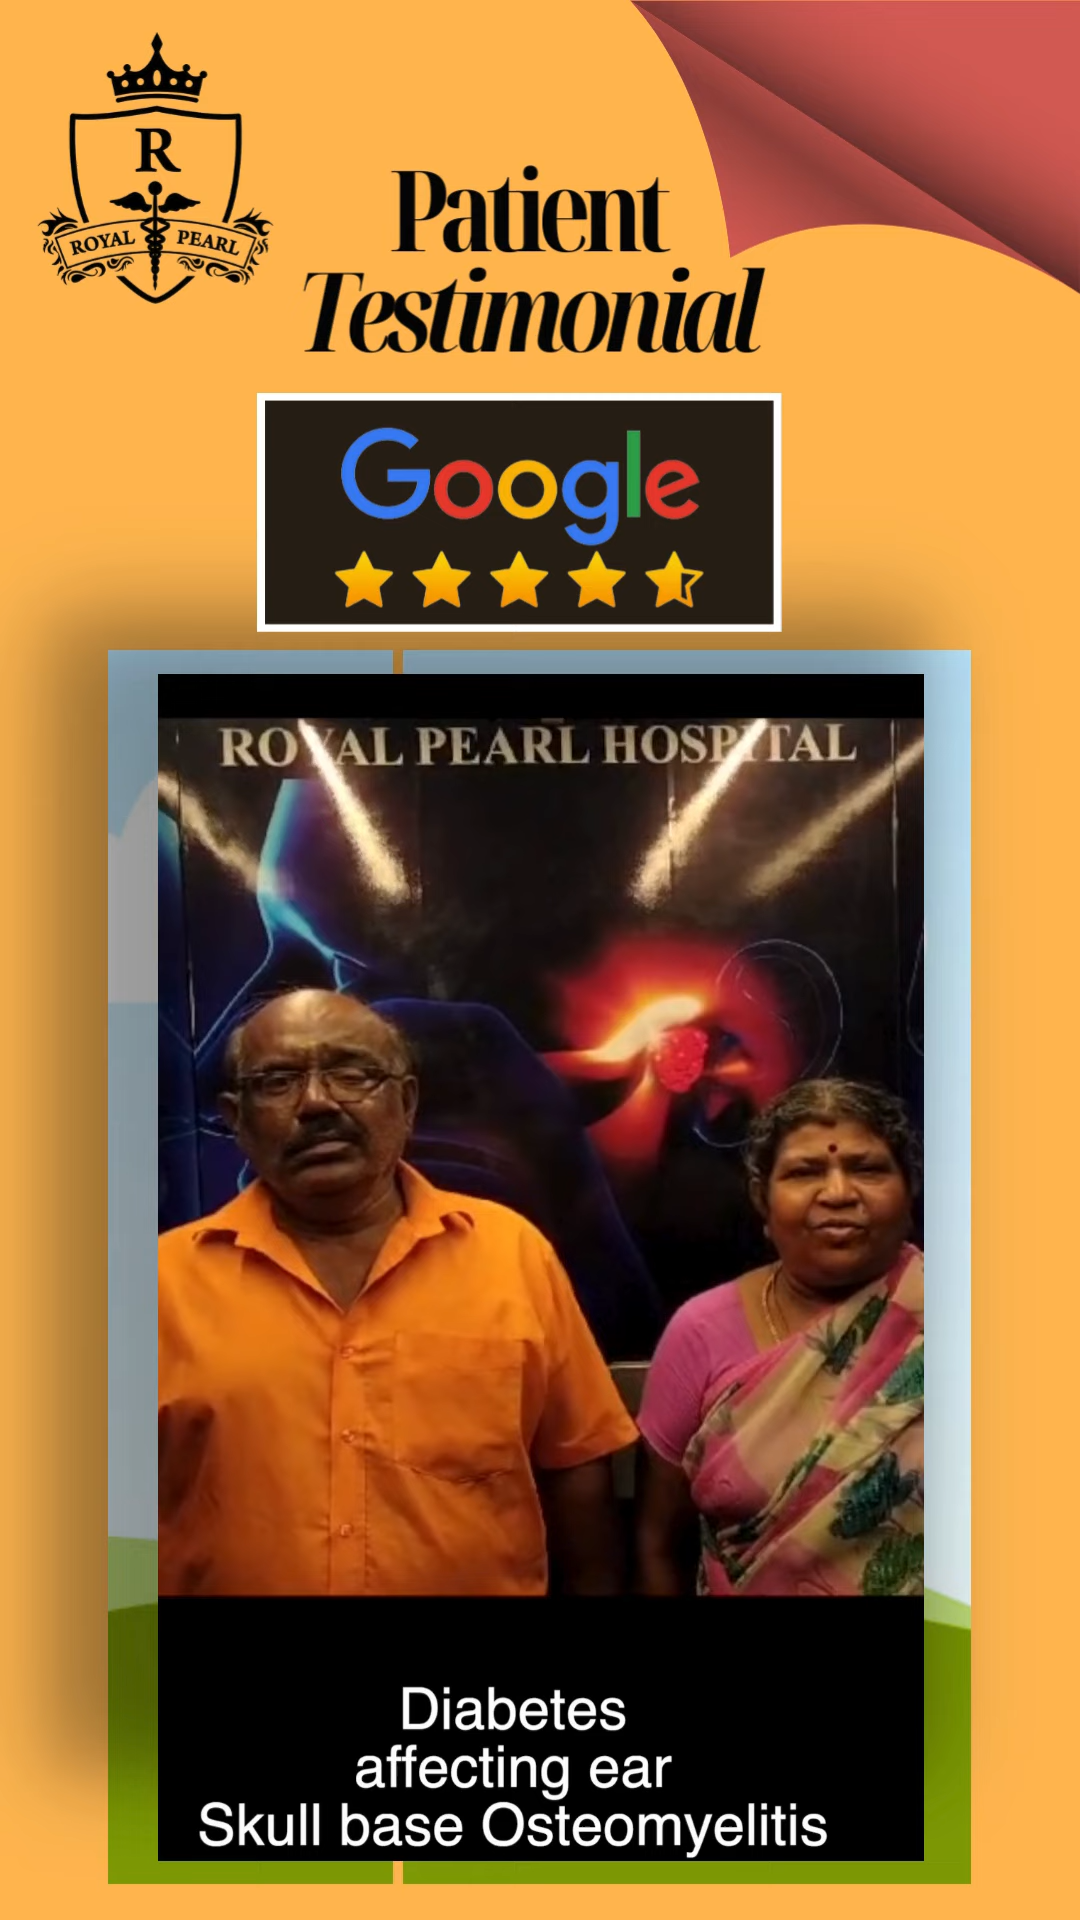 R
ROYAL PEARL
Patient
Testimonial
Google
ROYAL PEARL HOSPITAL
Diabetes
affecting ear
Skull base Osteomyelitis